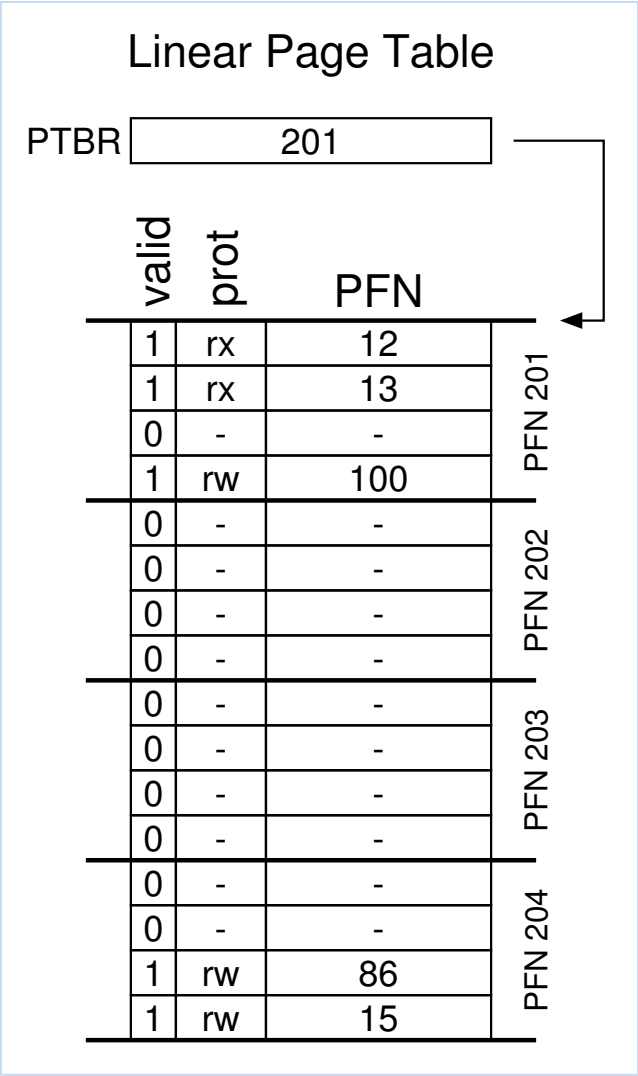 Linear Page Table
PTBR 201
valid prot PFN
1 rx 12
1 rx 13
0 - -
1 rw 100
PFN 201
0 - -
0 - -
0 - -
0 - -
PFN 202
0 - -
0 - -
0 - -
0 - -
PFN 203
0 - -
0 - -
1 rw 86
1 rw 15
PFN 204